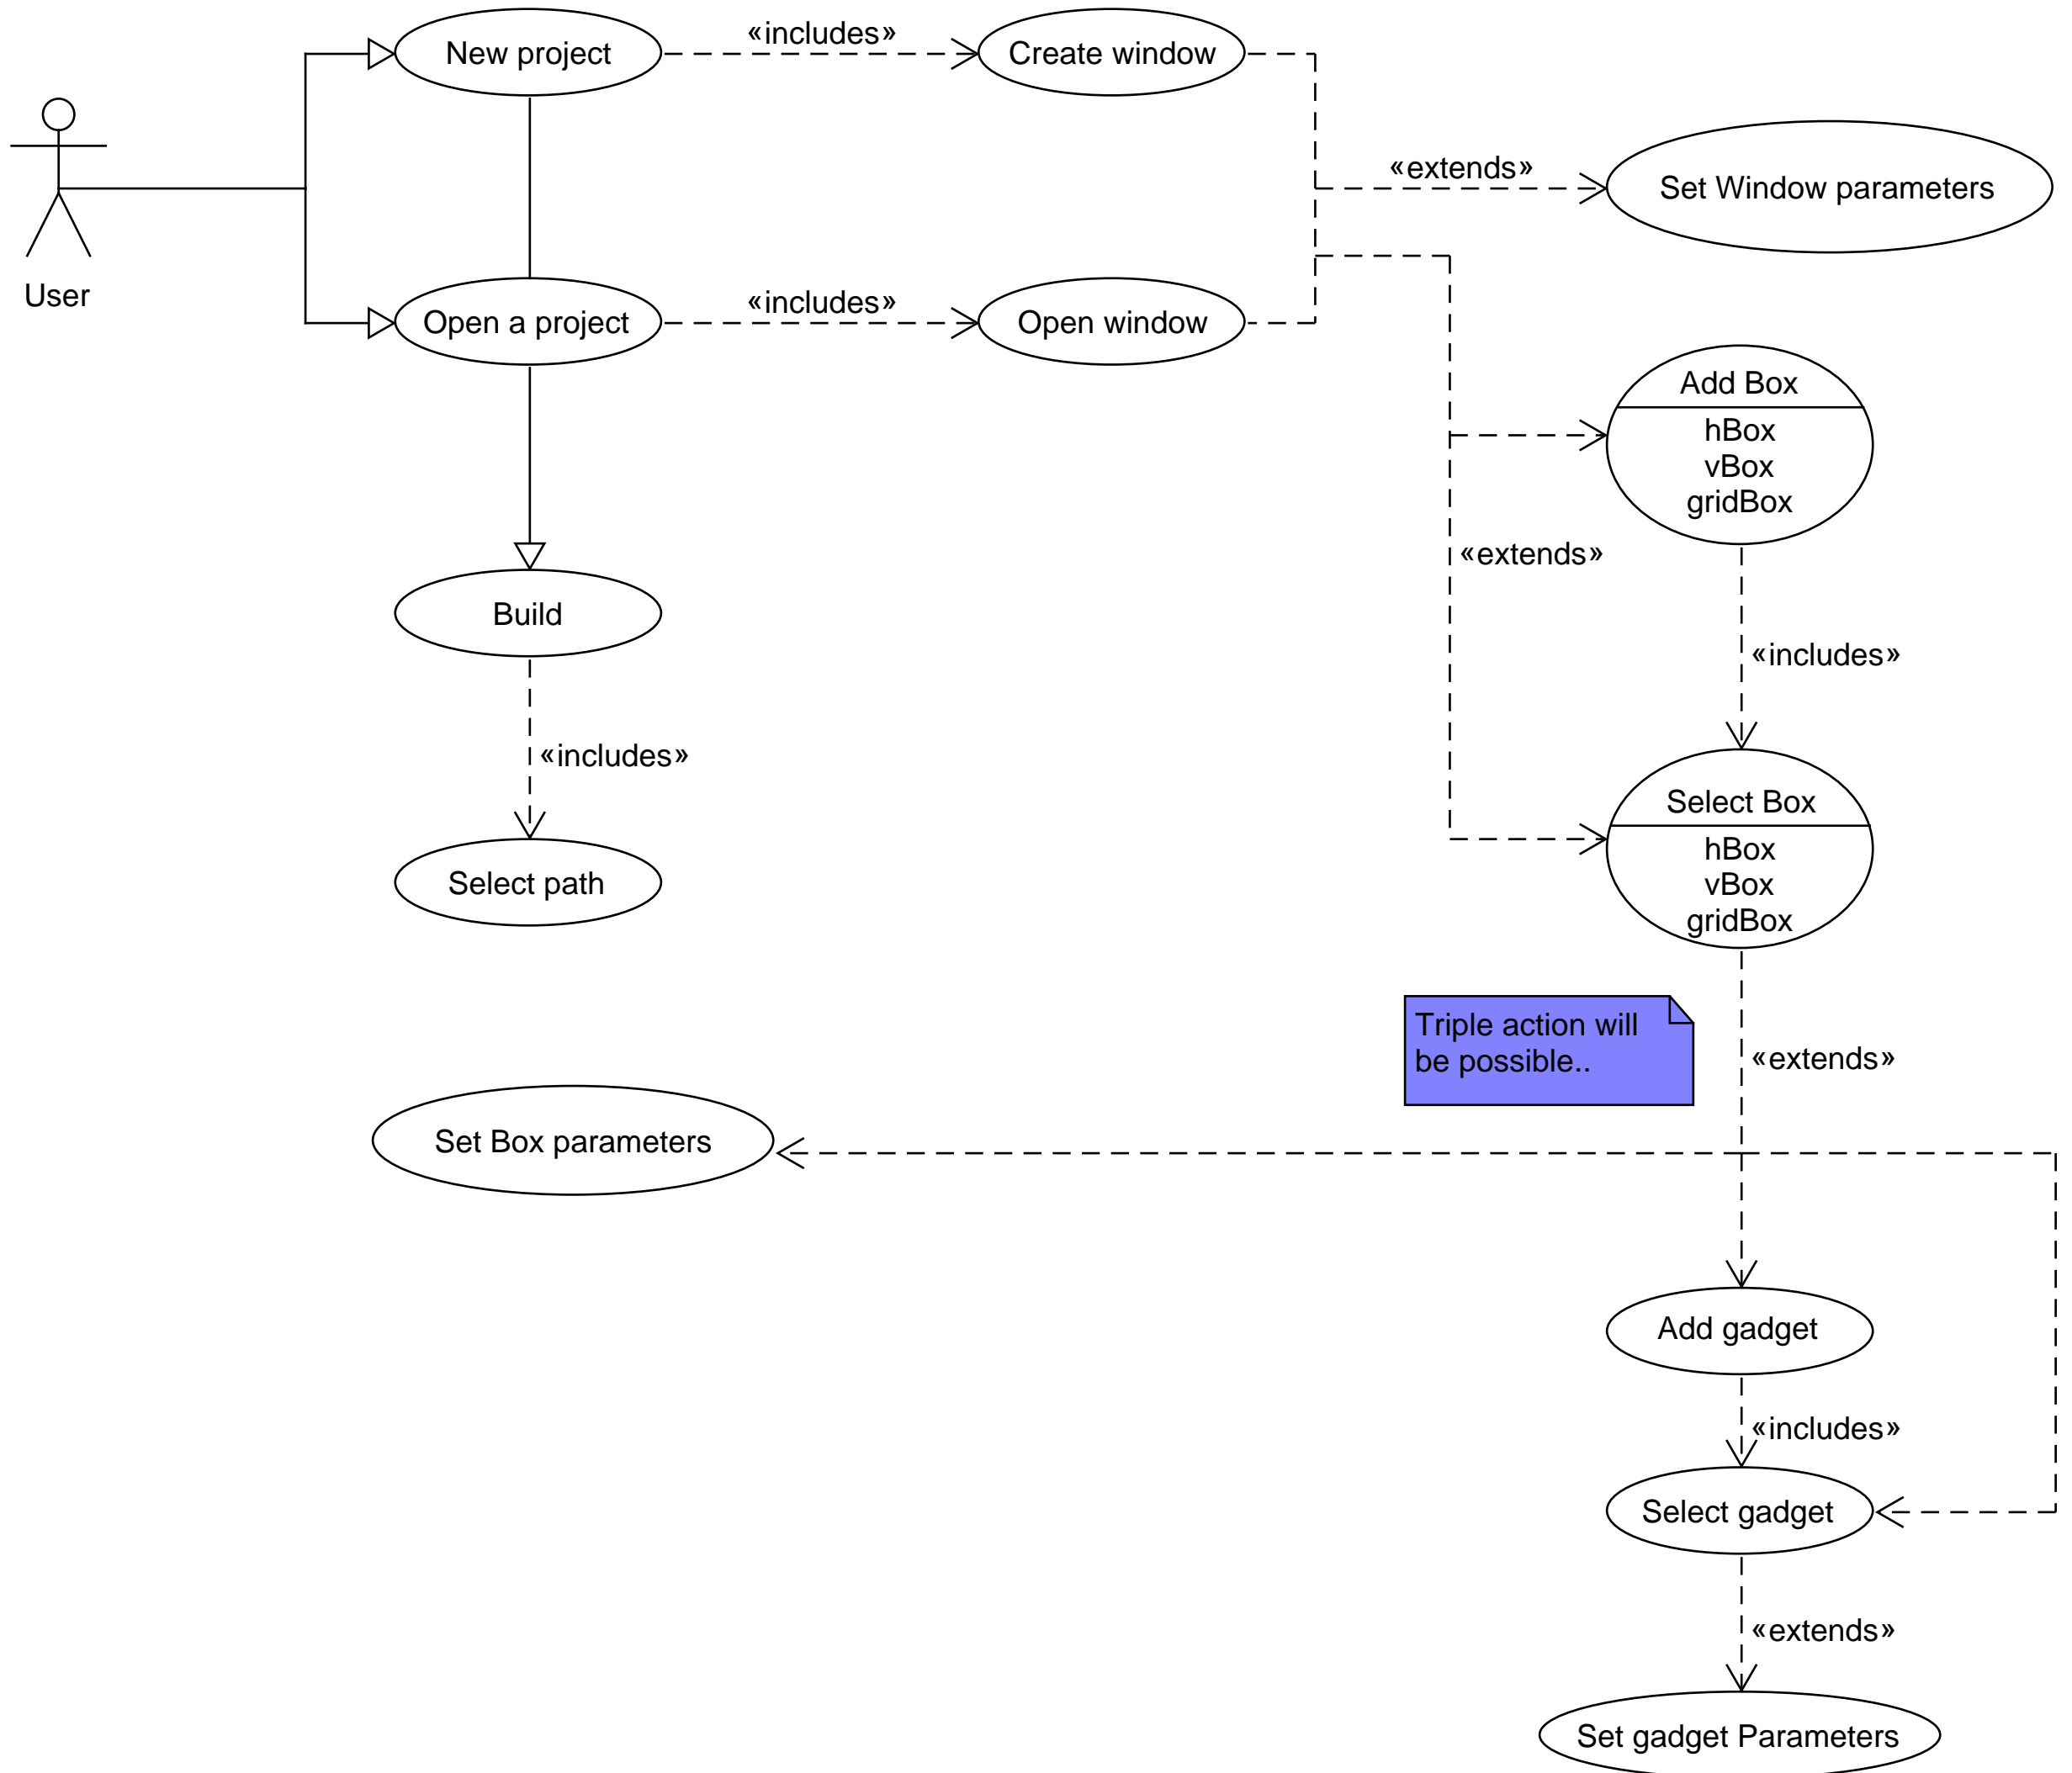 New project
«includes»
Create window
«extends»
Set Window parameters
User
Open a project
«includes»
Open window
Add Box
hBox
vBox
gridBox
«extends»
Build
«includes»
«includes»
Select path
Select Box
hBox
vBox
gridBox
Triple action will
be possible..
«extends»
Set Box parameters
Add gadget
«includes»
Select gadget
«extends»
Set gadget Parameters